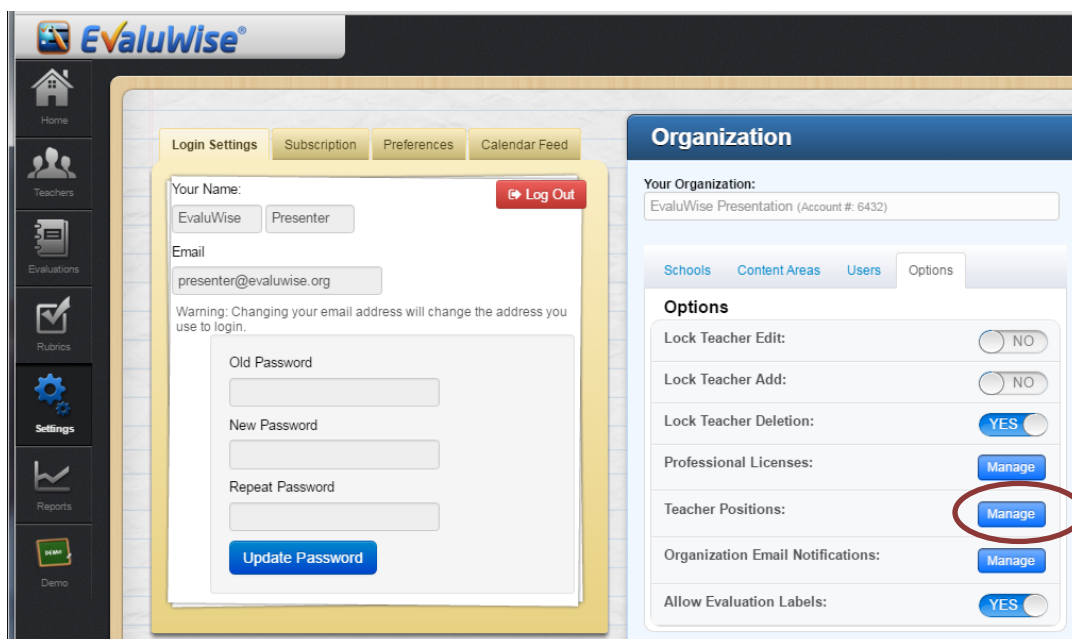 EvaluWise®
Home
Teachers
Evaluations
Rubrics
Settings
Reports
DEMO
Demo
Login Settings
Subscription
Preferences
Calendar Feed
Your Name:
Log Out
EvaluWise
Presenter
Email
presenter@evaluwise.org
Warning: Changing your email address will change the address you
use to login.
Old Password
New Password
Repeat Password
Update Password
Organization
Your Organization:
EvaluWise Presentation (Account #: 6432)
Schools
Content Areas
Users
Options
Options
Lock Teacher Edit:
NO
Lock Teacher Add:
NO
Lock Teacher Deletion:
YES
Professional Licenses:
Manage
Teacher Positions:
Manage
Organization Email Notifications:
Manage
Allow Evaluation Labels:
YES